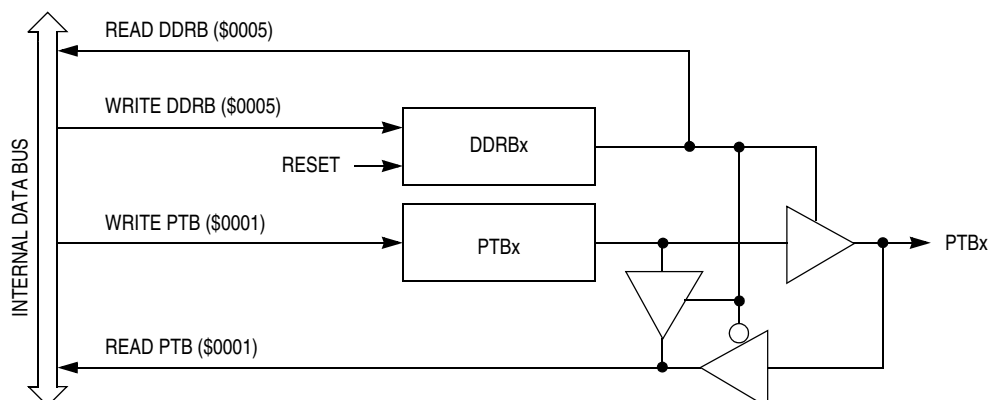 READ DDRB ($0005)
WRITE DDRB ($0005)
DDRBx
RESET
INTERNAL DATA BUS
WRITE PTB ($0001)
PTBx
PTBx
READ PTB ($0001)